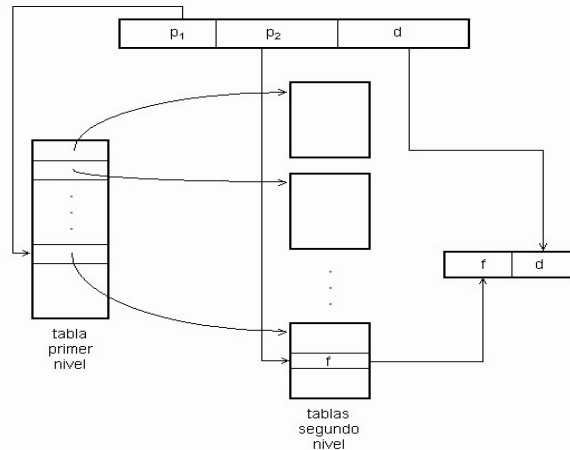 p1 p2 d
f d
f
tabla
primer
nivel
tablas
segundo
nivel